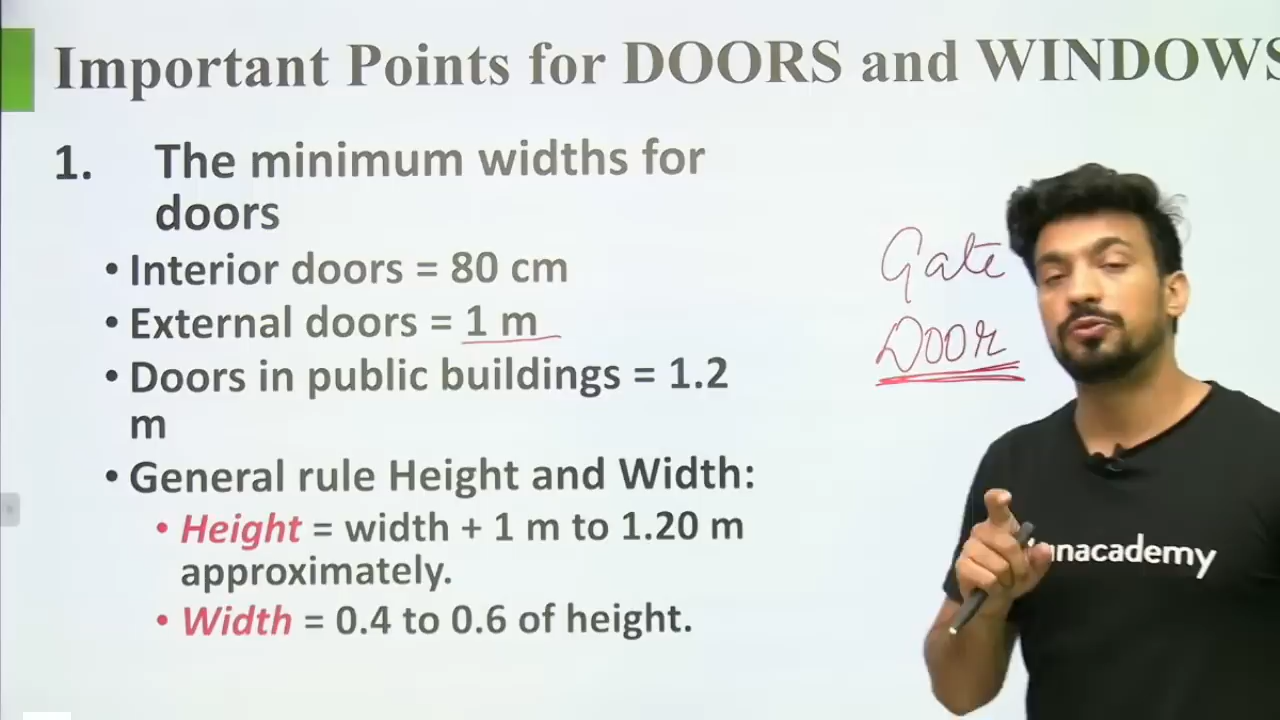 Important Points for DOORS and WINDOWS
1. The minimum widths for
doors
• Interior doors = 80 cm
• External doors = 1 m
• Doors in public buildings = 1.2
m
• General rule Height and Width:
• Height = width + 1 m to 1.20 m
approximately.
• Width = 0.4 to 0.6 of height.
Gate
Door
unacademy